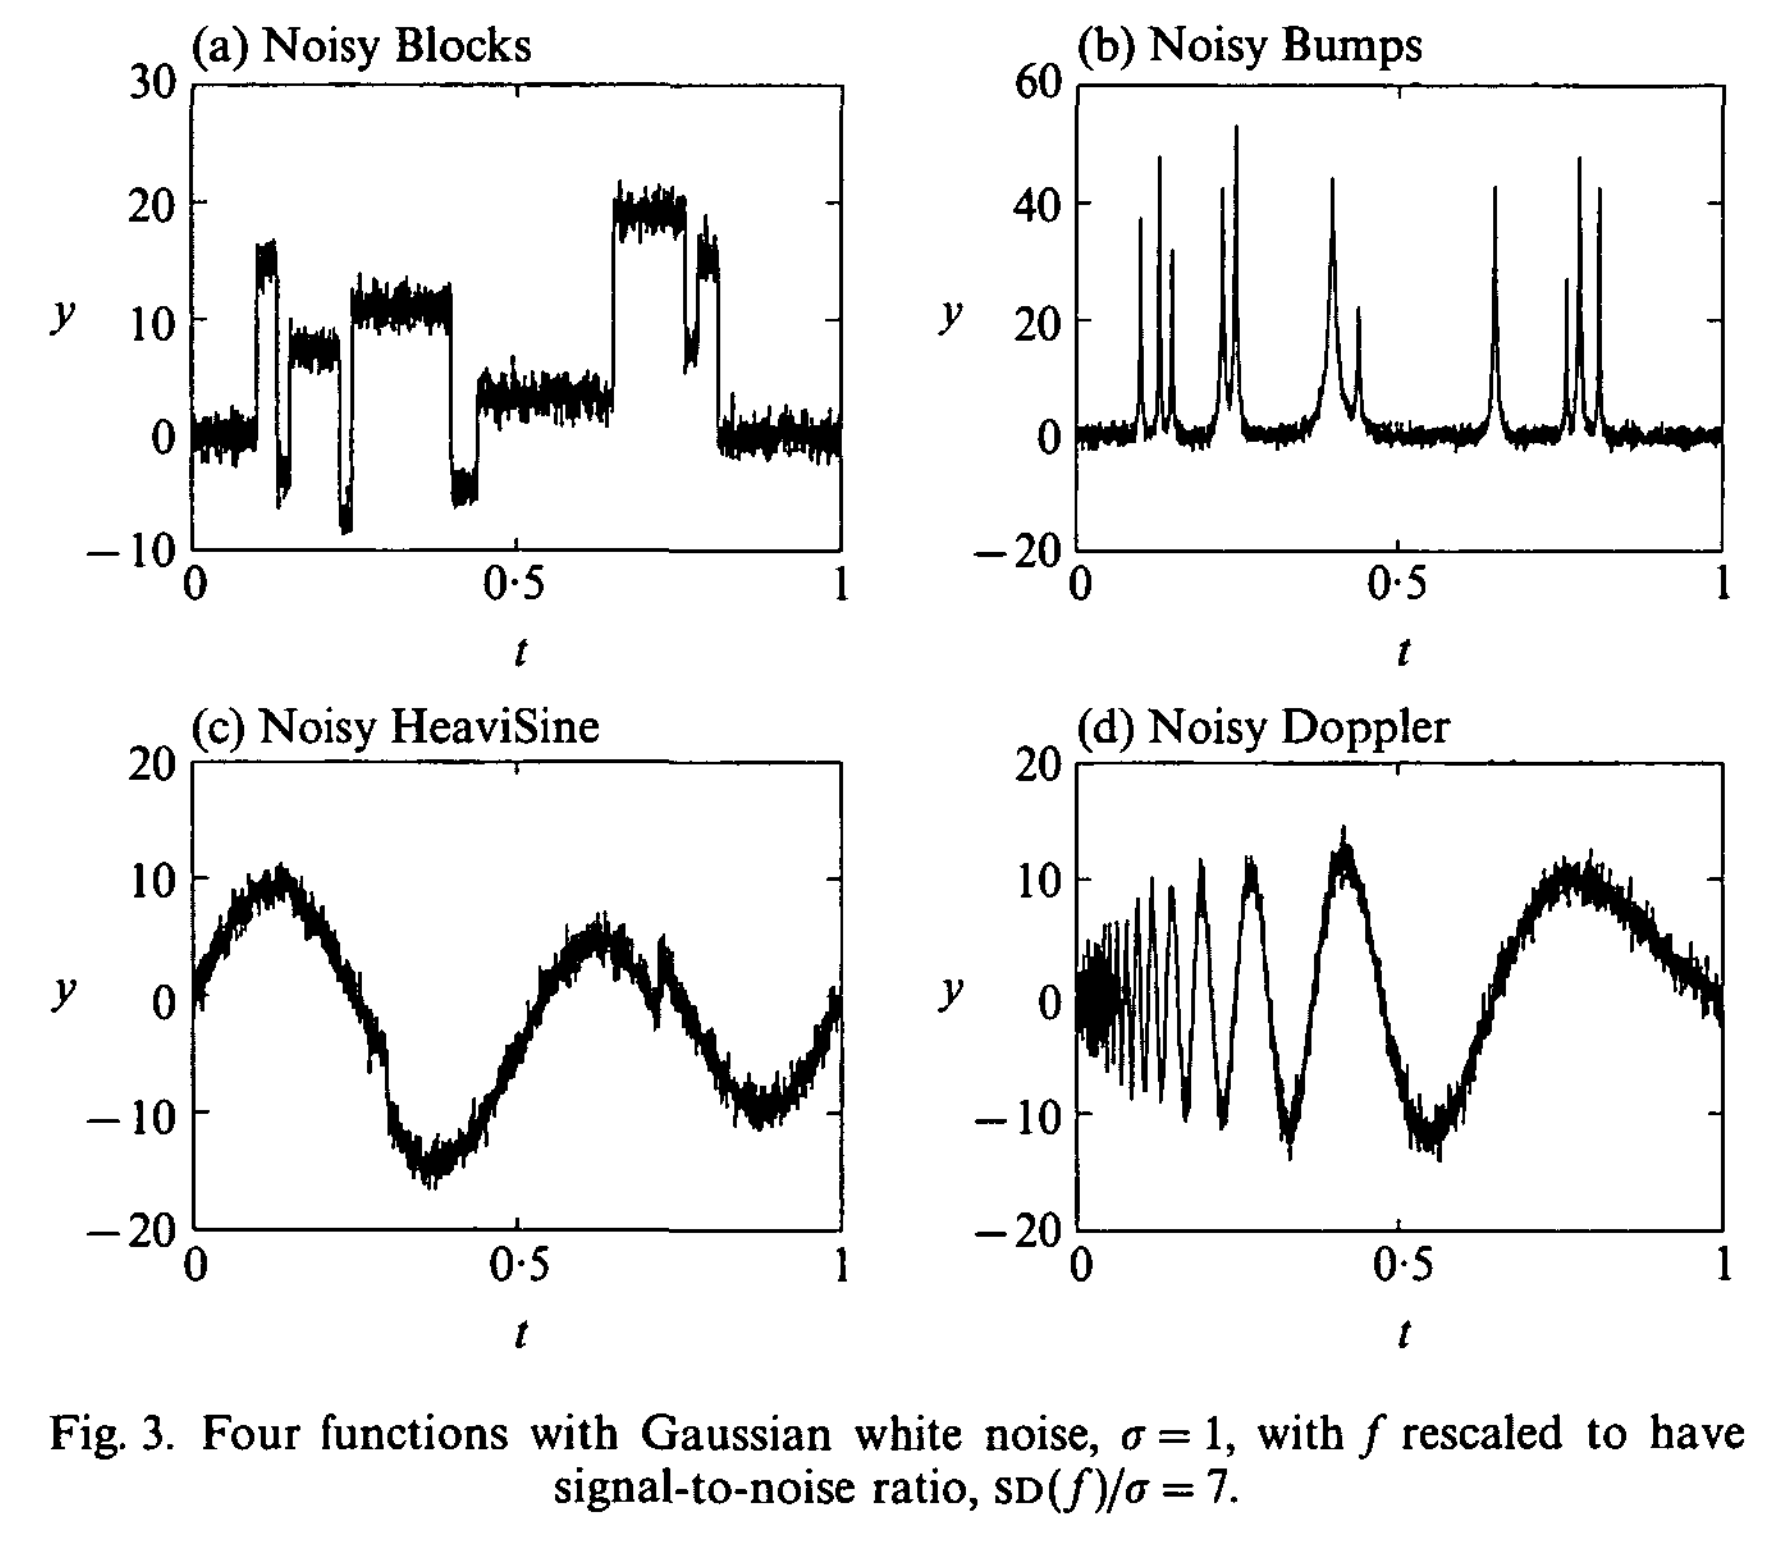 (a) Noisy Blocks
30
20
10
0
−10
y
0 0·5 1
t
(b) Noisy Bumps
60
40
20
0
−20
y
0 0·5 1
t
(c) Noisy HeaviSine
20
10
0
−10
−20
y
0 0·5 1
t
(d) Noisy Doppler
20
10
0
−10
−20
y
0 0·5 1
t
Fig. 3. Four functions with Gaussian white noise, σ = 1, with f rescaled to have
signal-to-noise ratio, SD(f)/σ = 7.